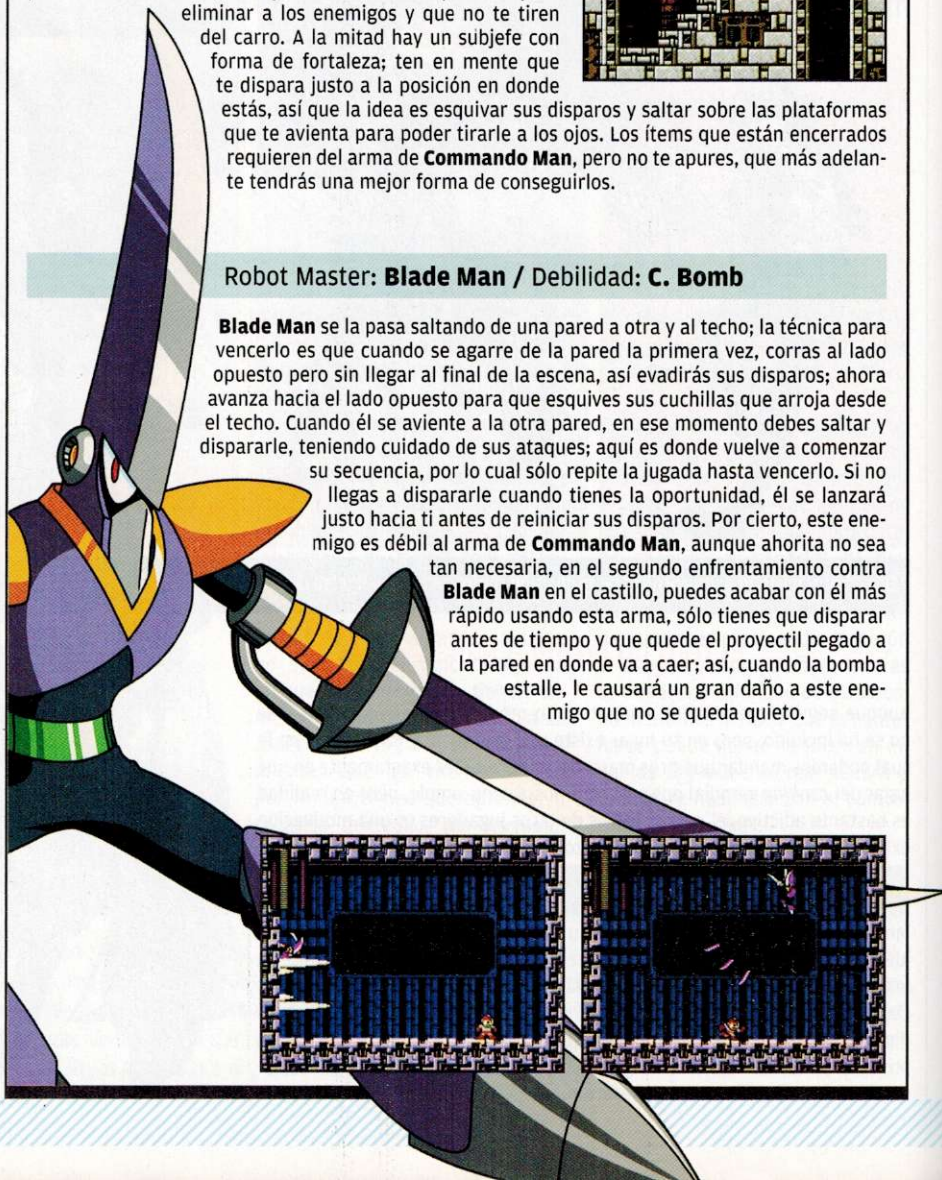 eliminar a los enemigos y que no te tiren
del carro. A la mitad hay un subjefe con
forma de fortaleza; ten en mente que
te dispara justo a la posición en donde
estás, así que la idea es esquivar sus disparos y saltar sobre las plataformas
que te avienta para poder tirarle a los ojos. Los ítems que están encerrados
requieren del arma de Commando Man, pero no te apures, que más adelan-
te tendrás una mejor forma de conseguirlos.
Robot Master: Blade Man / Debilidad: C. Bomb
Blade Man se la pasa saltando de una pared a otra y al techo; la técnica para
vencerlo es que cuando se agarre de la pared la primera vez, corras al lado
opuesto pero sin llegar al final de la escena, así evadirás sus disparos; ahora
avanza hacia el lado opuesto para que esquives sus cuchillas que arroja desde
el techo. Cuando él se aviente a la otra pared, en ese momento debes saltar y
dispararle, teniendo cuidado de sus ataques; aquí es donde vuelve a comenzar
su secuencia, por lo cual sólo repite la jugada hasta vencerlo. Si no
llegas a dispararle cuando tienes la oportunidad, él se lanzará
justo hacia ti antes de reiniciar sus disparos. Por cierto, este ene-
migo es débil al arma de Commando Man, aunque ahorita no sea
tan necesaria, en el segundo enfrentamiento contra
Blade Man en el castillo, puedes acabar con él más
rápido usando esta arma, sólo tienes que disparar
antes de tiempo y que quede el proyectil pegado a
la pared en donde va a caer; así, cuando la bomba
estalle, le causará un gran daño a este ene-
migo que no se queda quieto.